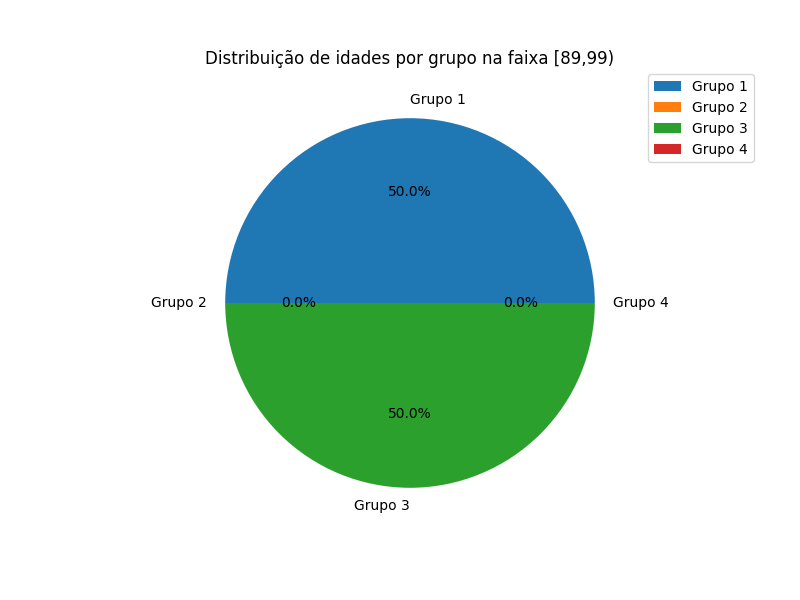 Distribuição de idades por grupo na faixa [89,99)
Grupo 1
Grupo 2
Grupo 3
Grupo 4
Grupo 1
50.0%
Grupo 2
0.0%
0.0%
Grupo 4
50.0%
Grupo 3